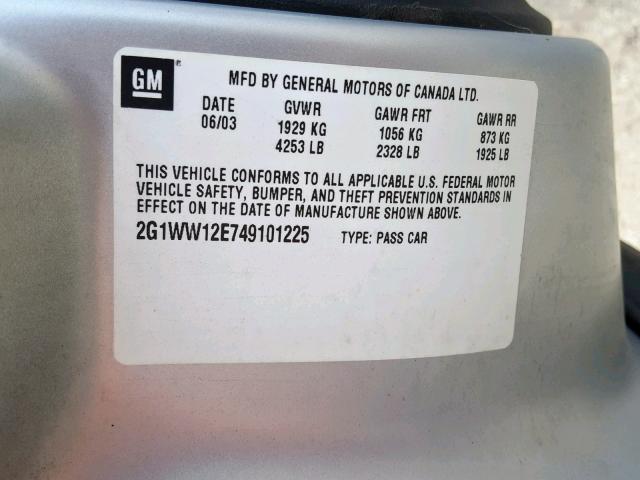 GM
MFD BY GENERAL MOTORS OF CANADA LTD.
DATE GVWR GAWR FRT GAWR RR
06/03 1929 KG 1056 KG 873 KG
4253 LB 2328 LB 1925 LB
THIS VEHICLE CONFORMS TO ALL APPLICABLE U.S. FEDERAL MOTOR
VEHICLE SAFETY, BUMPER, AND THEFT PREVENTION STANDARDS IN
EFFECT ON THE DATE OF MANUFACTURE SHOWN ABOVE.
2G1WW12E749101225 TYPE: PASS CAR